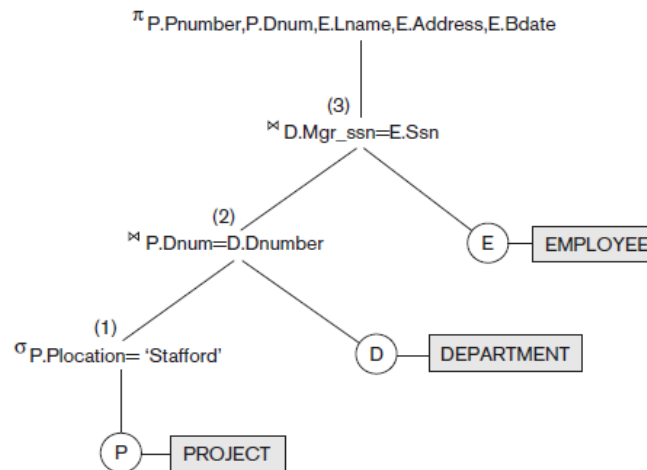 π P.Pnumber,P.Dnum,E.Lname,E.Address,E.Bdate
(3)
⋈ D.Mgr_ssn=E.Ssn
(2)
⋈ P.Dnum=D.Dnumber
E
EMPLOYEE
(1)
σ P.Plocation= ‘Stafford’
D
DEPARTMENT
P
PROJECT